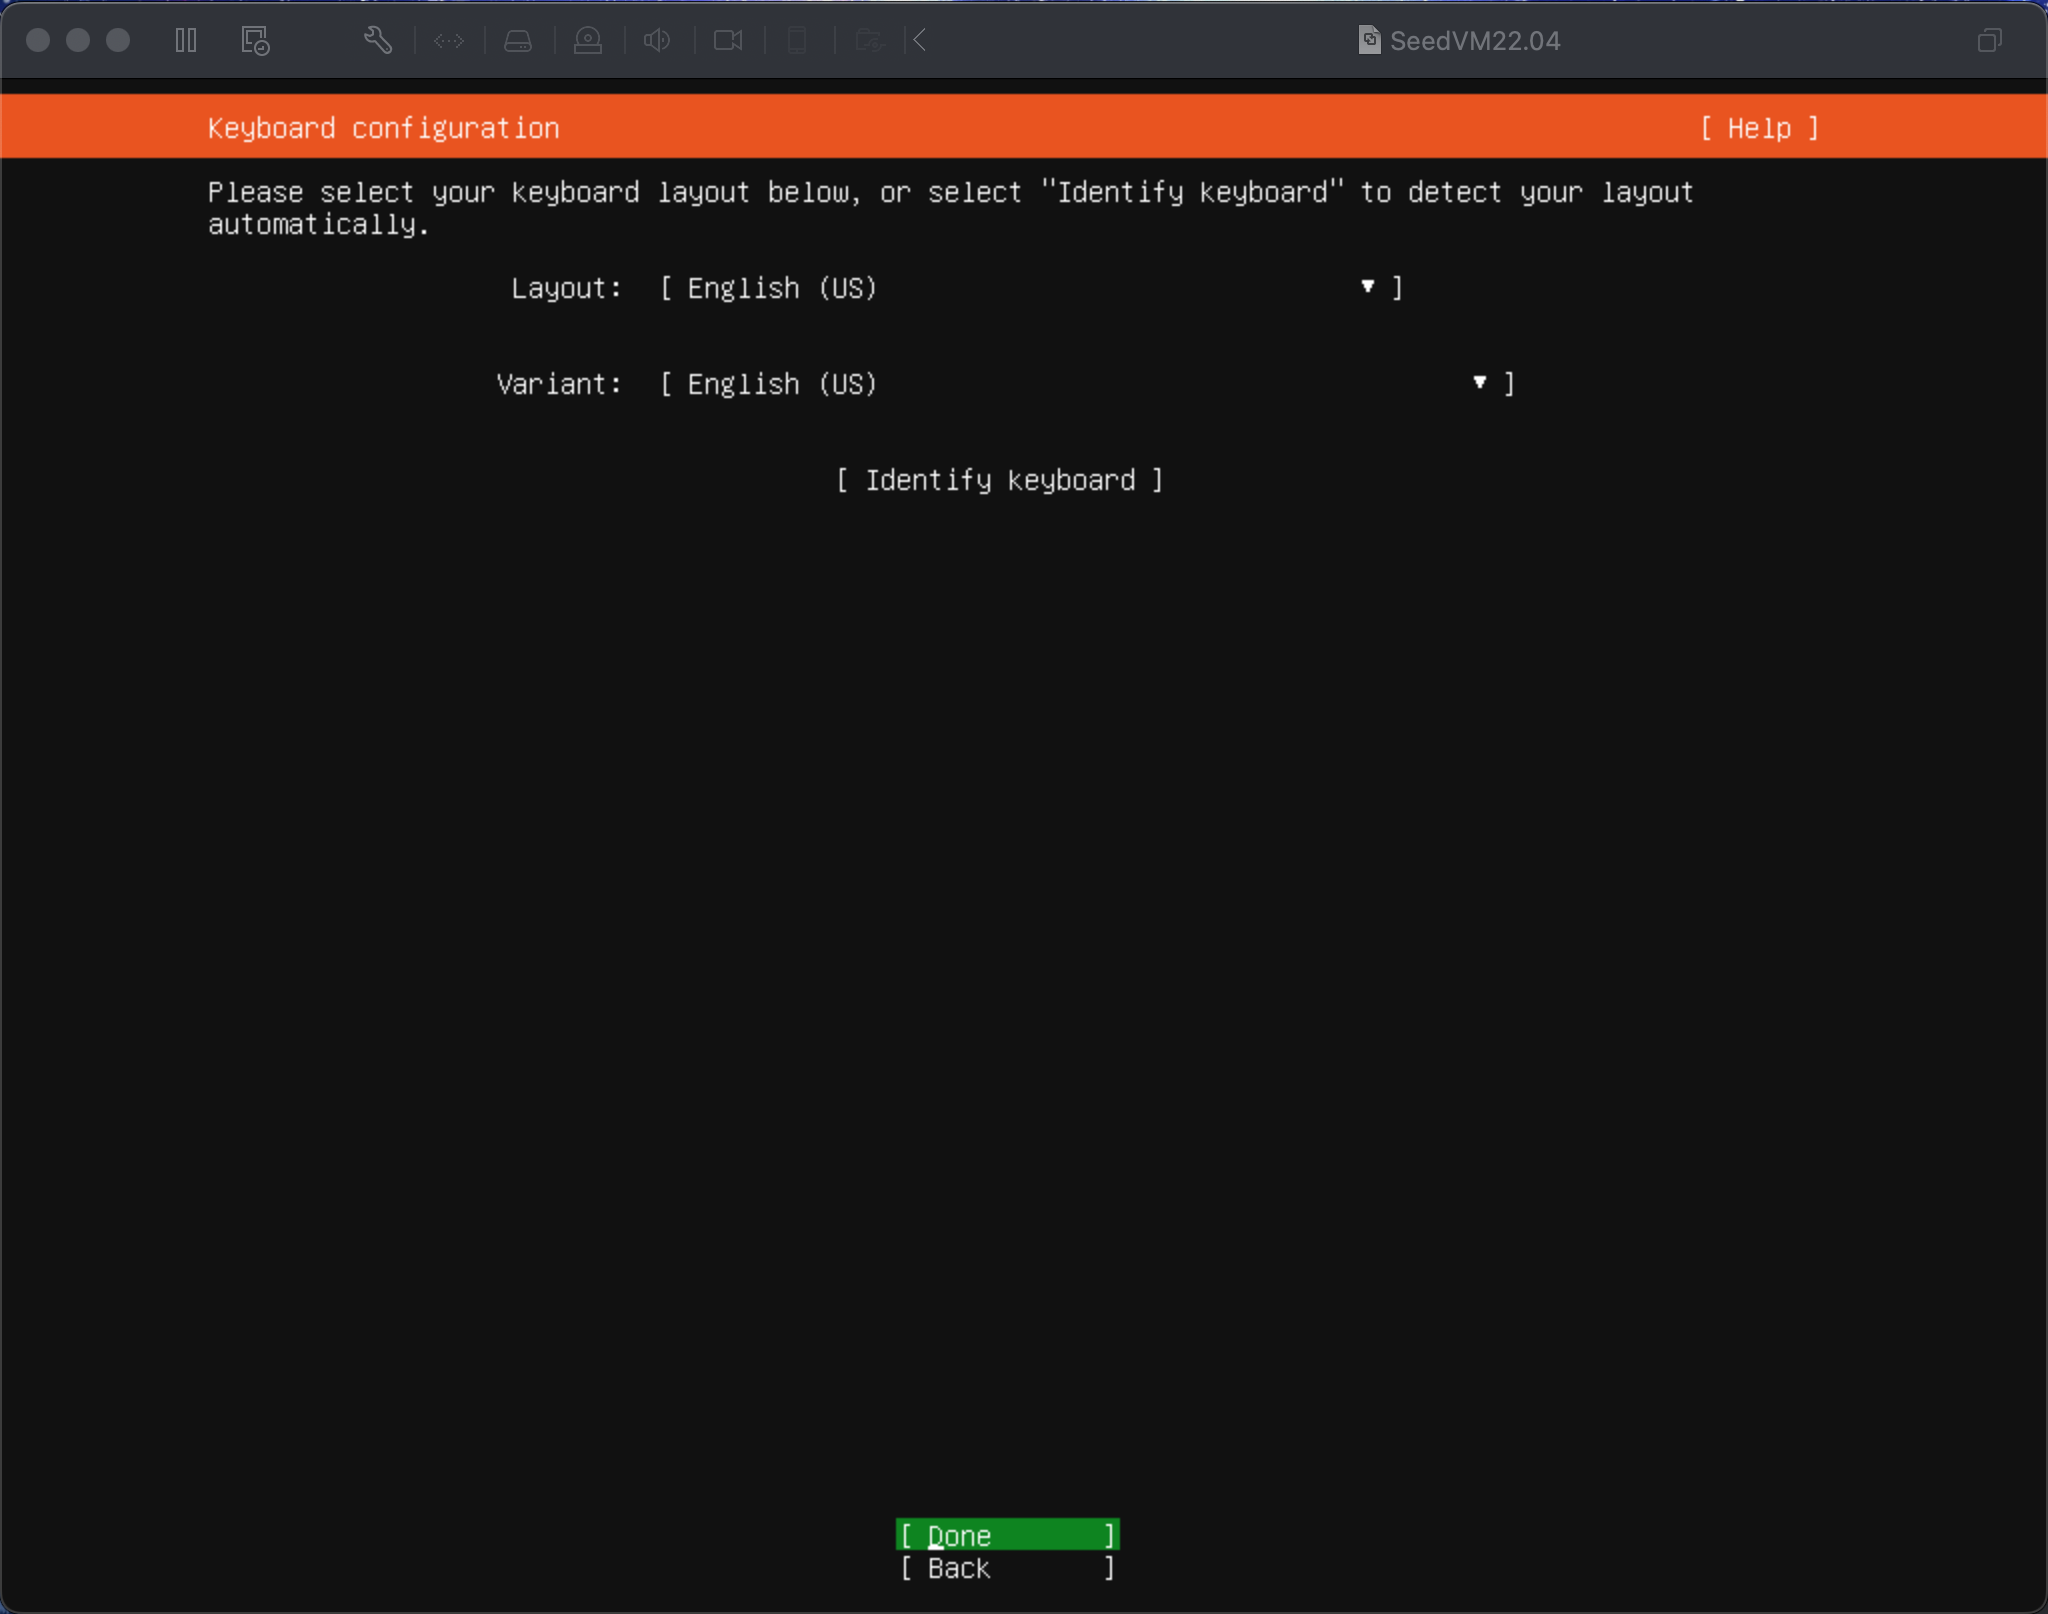 SeedVM22.04
Keyboard configuration [ Help ]
Please select your keyboard layout below, or select "Identify keyboard" to detect your layout
automatically.
Layout: [ English (US) ▼ ]
Variant: [ English (US) ▼ ]
[ Identify keyboard ]
[ Done ]
[ Back ]